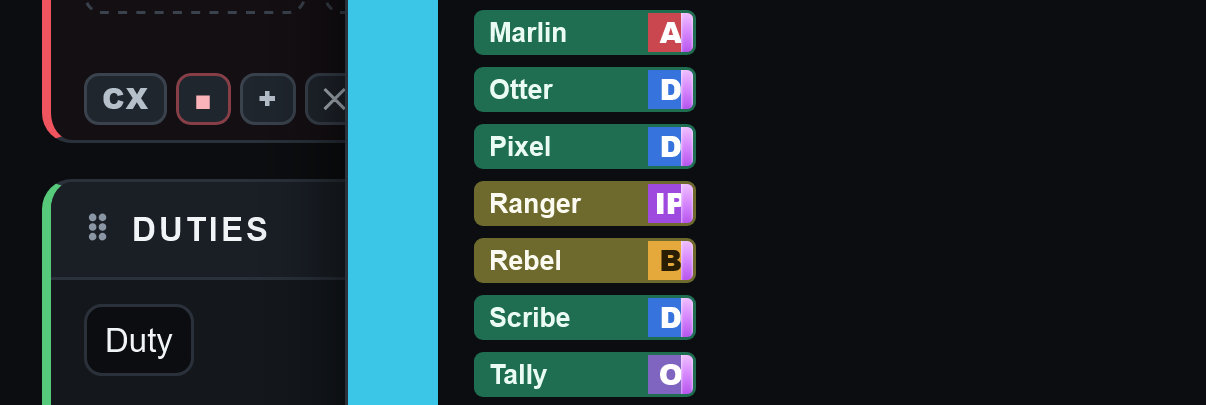 CX + ×
DUTIES
Duty
Marlin A
Otter D
Pixel D
Ranger IP
Rebel B
Scribe D
Tally O